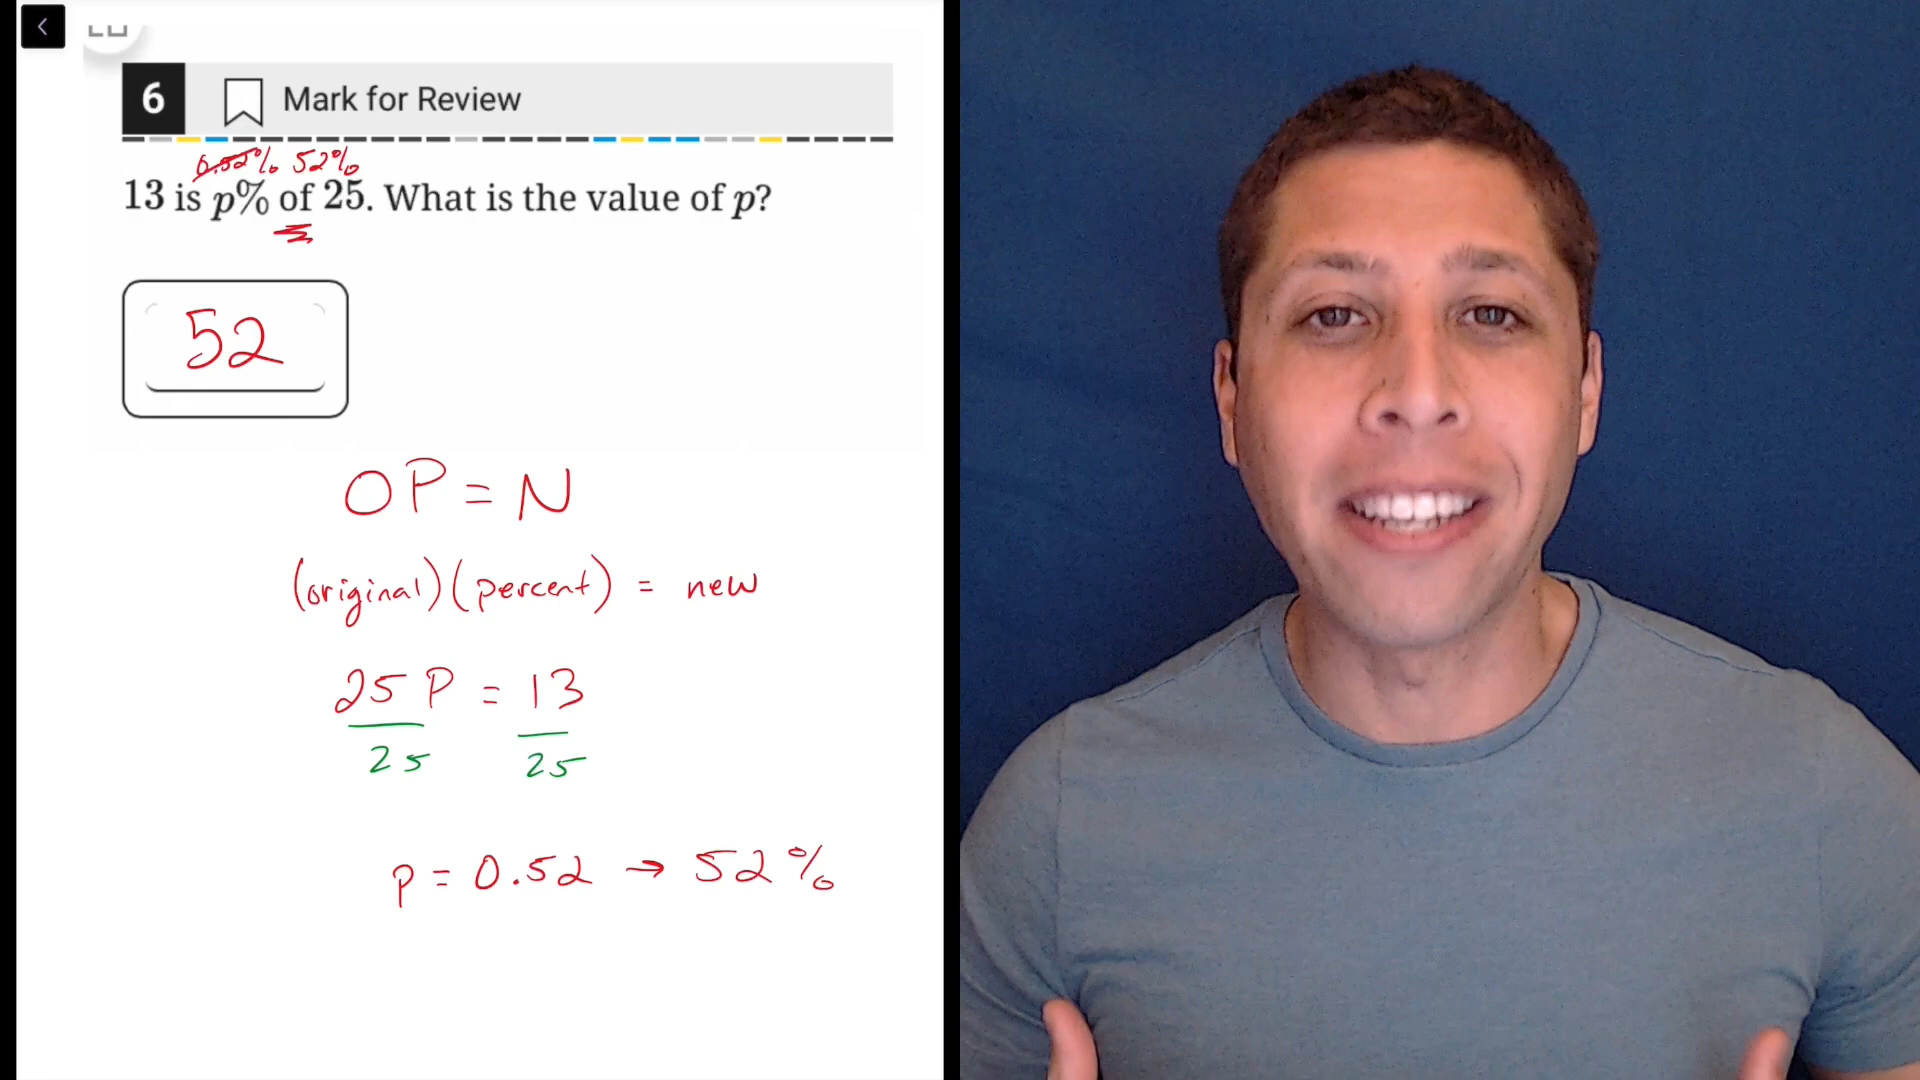 6 Mark for Review
0.52% 52%
13 is p% of 25. What is the value of p?
52
OP = N
(original)(percent) = new
25 P = 13
25 25
p = 0.52 → 52%